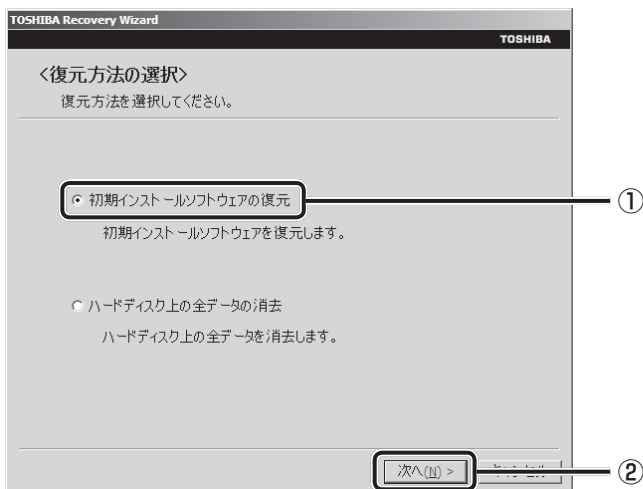 TOSHIBA Recovery Wizard
TOSHIBA
<復元方法の選択>
復元方法を選択してください。
初期インストールソフトウェアの復元
①
初期インストールソフトウェアを復元します。
ハードディスク上の全データの消去
ハードディスク上の全データを消去します。
次へ(N) >
②